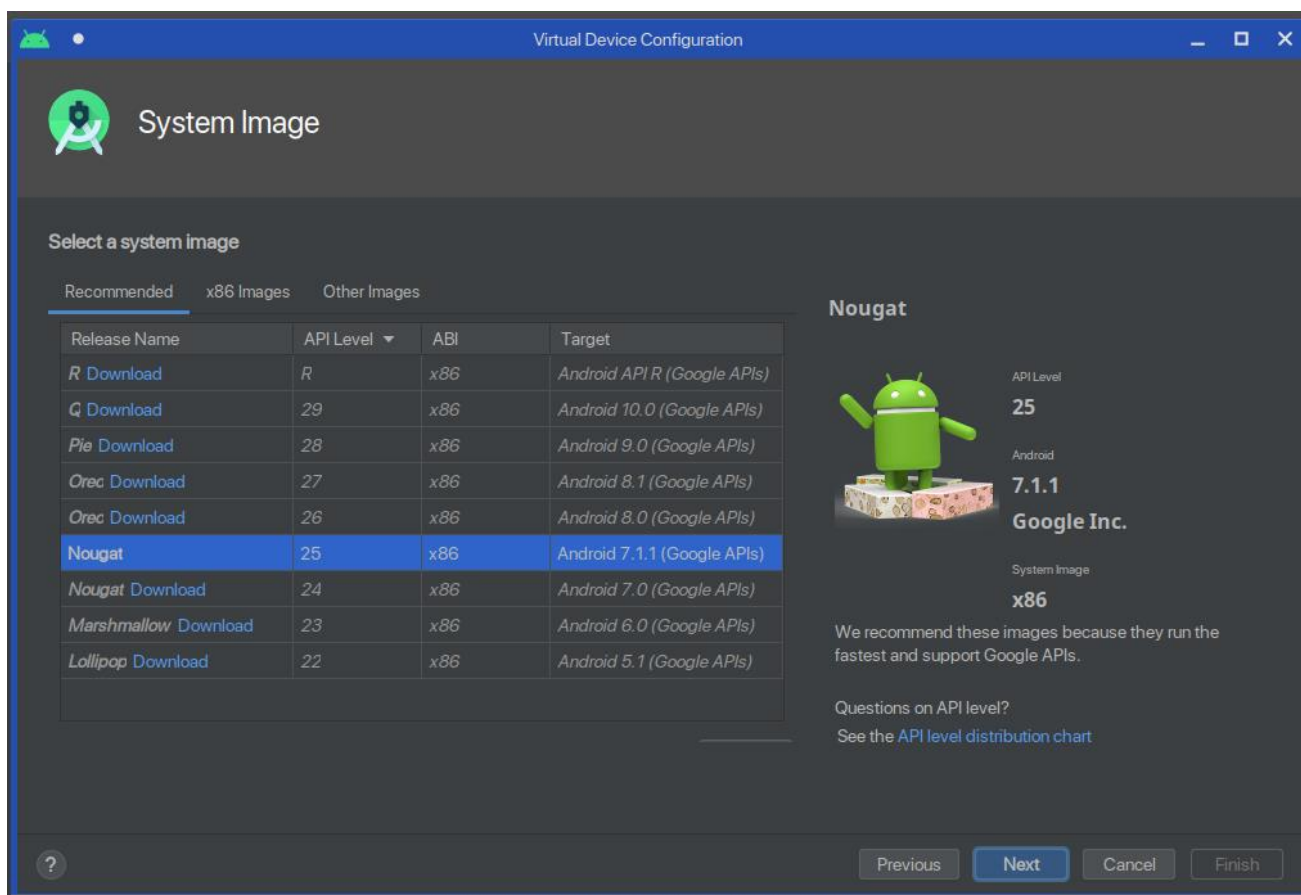 Virtual Device Configuration
System Image
Select a system image
Recommended x86 Images Other Images
Release Name API Level ABI Target
R Download R x86 Android API R (Google APIs)
Q Download 29 x86 Android 10.0 (Google APIs)
Pie Download 28 x86 Android 9.0 (Google APIs)
Oreo Download 27 x86 Android 8.1 (Google APIs)
Oreo Download 26 x86 Android 8.0 (Google APIs)
Nougat 25 x86 Android 7.1.1 (Google APIs)
Nougat Download 24 x86 Android 7.0 (Google APIs)
Marshmallow Download 23 x86 Android 6.0 (Google APIs)
Lollipop Download 22 x86 Android 5.1 (Google APIs)
Nougat
API Level
25
Android
7.1.1
Google Inc.
System Image
x86
We recommend these images because they run the
fastest and support Google APIs.
Questions on API level?
See the API level distribution chart
? Previous Next Cancel Finish